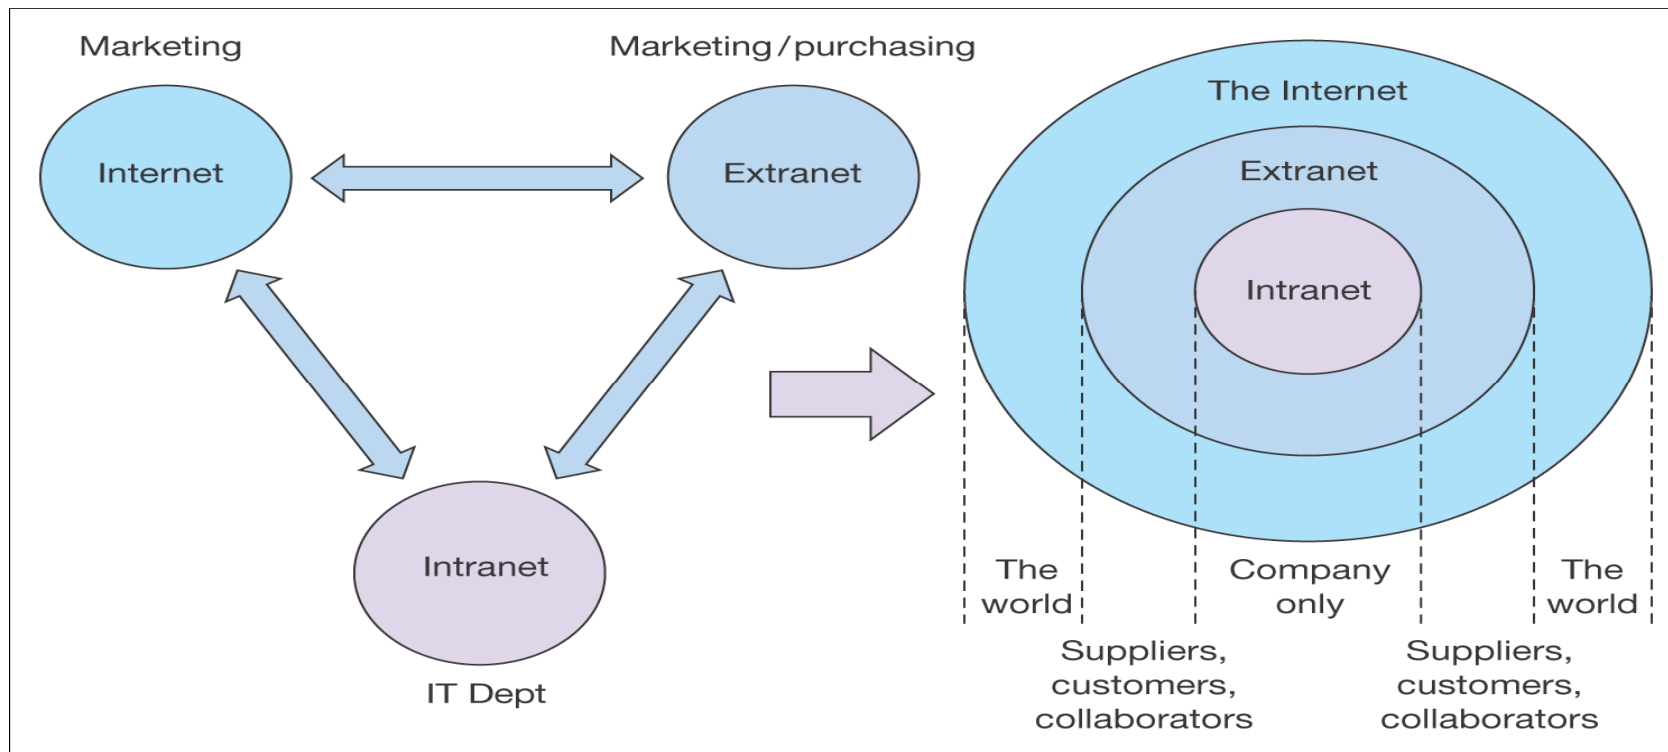 Marketing
Marketing/purchasing
Internet
Extranet
Intranet
IT Dept
The Internet
Extranet
Intranet
The
world
Company
only
The
world
Suppliers,
customers,
collaborators
Suppliers,
customers,
collaborators